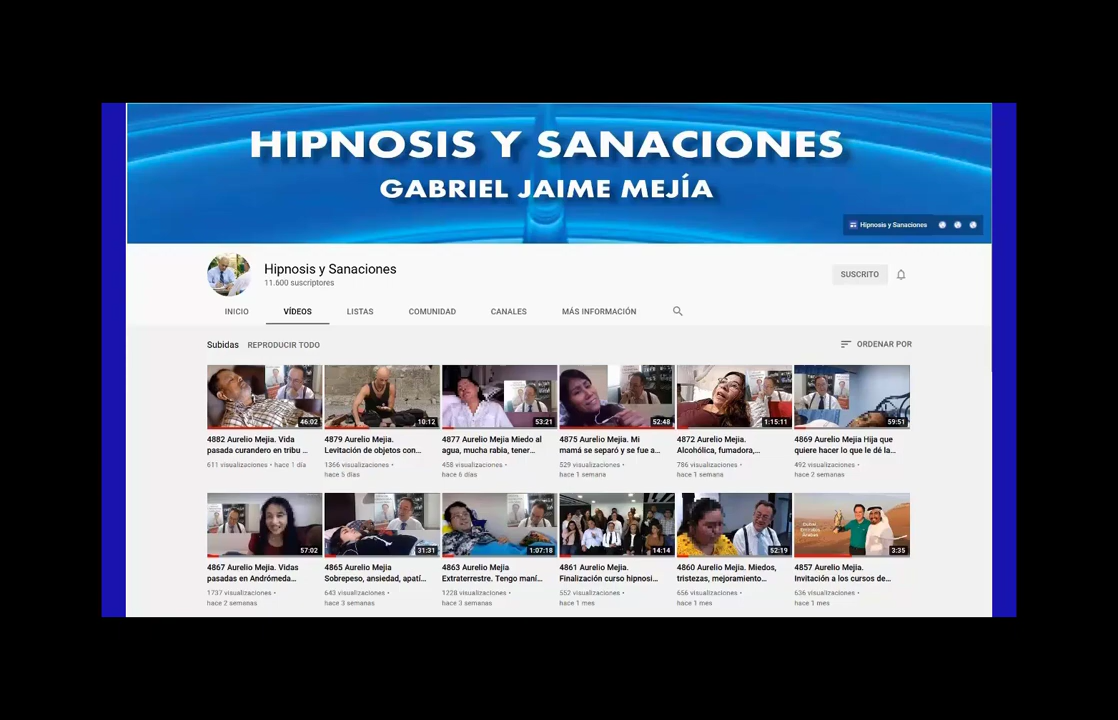 HIPNOSIS Y SANACIONES
GABRIEL JAIME MEJÍA
Hipnosis y Sanaciones
Hipnosis y Sanaciones
11.600 suscriptores
SUSCRITO
INICIO VÍDEOS LISTAS COMUNIDAD CANALES MÁS INFORMACIÓN
Subidas REPRODUCIR TODO ORDENAR POR
46:02
4882 Aurelio Mejia. Vida
pasada curandero en tribu ...
611 visualizaciones • hace 1 día
10:12
4879 Aurelio Mejia.
Levitación de objetos con...
1366 visualizaciones •
hace 5 días
53:21
4877 Aurelio Mejia Miedo al
agua, mucha rabia, tener...
458 visualizaciones •
hace 6 días
52:48
4875 Aurelio Mejia. Mi
mamá se separó y se fue a...
529 visualizaciones •
hace 1 semana
1:15:11
4872 Aurelio Mejia.
Alcohólica, fumadora,...
786 visualizaciones •
hace 1 semana
59:51
4869 Aurelio Mejia Hija que
quiere hacer lo que le dé la...
492 visualizaciones •
hace 2 semanas
57:02
4867 Aurelio Mejia. Vidas
pasadas en Andrómeda...
1737 visualizaciones •
hace 2 semanas
31:31
4865 Aurelio Mejia
Sobrepeso, ansiedad, apatí...
643 visualizaciones •
hace 3 semanas
1:07:18
4863 Aurelio Mejia
Extraterrestre. Tengo maní...
1228 visualizaciones •
hace 3 semanas
14:14
4861 Aurelio Mejia.
Finalización curso hipnosi...
552 visualizaciones •
hace 1 mes
52:19
4860 Aurelio Mejia. Miedos,
tristezas, mejoramiento...
656 visualizaciones •
hace 1 mes
Dubai
Emiratos
Árabes
3:35
4857 Aurelio Mejia.
Invitación a los cursos de...
636 visualizaciones •
hace 1 mes